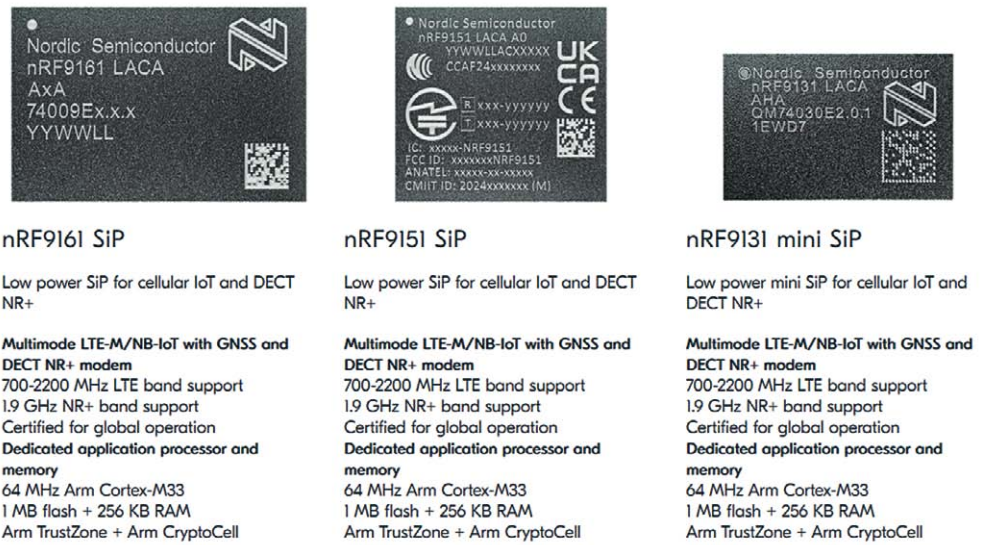 Nordic Semiconductor
nRF9161 LACA
AxA
74009Ex.x.x
YYWWLL
nRF9161 SiP
Low power SiP for cellular IoT and DECT
NR+
Multimode LTE-M/NB-IoT with GNSS and
DECT NR+ modem
700-2200 MHz LTE band support
1.9 GHz NR+ band support
Certified for global operation
Dedicated application processor and
memory
64 MHz Arm Cortex-M33
1 MB flash + 256 KB RAM
Arm TrustZone + Arm CryptoCell
Nordic Semiconductor
nRF9151 LACA A0
YYWWLLACXXXXX
CCAF24xxxxxxxx
UK
CA
CE
R xxx-yyyyyy
T xxx-yyyyyy
IC: xxxxx-NRF9151
FCC ID: xxxxxxxNRF9151
ANATEL: xxxxx-xx-xxxxx
CMIIT ID: 2024xxxxxxx (M)
nRF9151 SiP
Low power SiP for cellular IoT and DECT
NR+
Multimode LTE-M/NB-IoT with GNSS and
DECT NR+ modem
700-2200 MHz LTE band support
1.9 GHz NR+ band support
Certified for global operation
Dedicated application processor and
memory
64 MHz Arm Cortex-M33
1 MB flash + 256 KB RAM
Arm TrustZone + Arm CryptoCell
Nordic Semiconductor
nRF9131 LACA
AHA
QM74030E2.0.1
1EWD7
nRF9131 mini SiP
Low power mini SiP for cellular IoT and
DECT NR+
Multimode LTE-M/NB-IoT with GNSS and
DECT NR+ modem
700-2200 MHz LTE band support
1.9 GHz NR+ band support
Certified for global operation
Dedicated application processor and
memory
64 MHz Arm Cortex-M33
1 MB flash + 256 KB RAM
Arm TrustZone + Arm CryptoCell